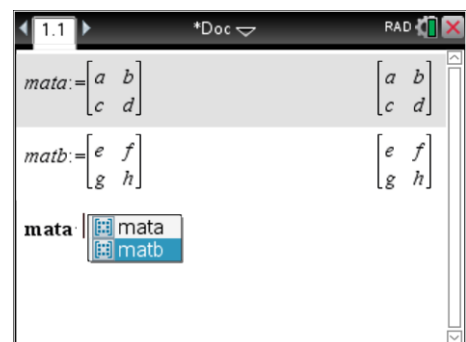 1.1 *Doc RAD
mata:=[a b
c d] [a b
c d]
matb:=[e f
g h] [e f
g h]
mata· mata
matb